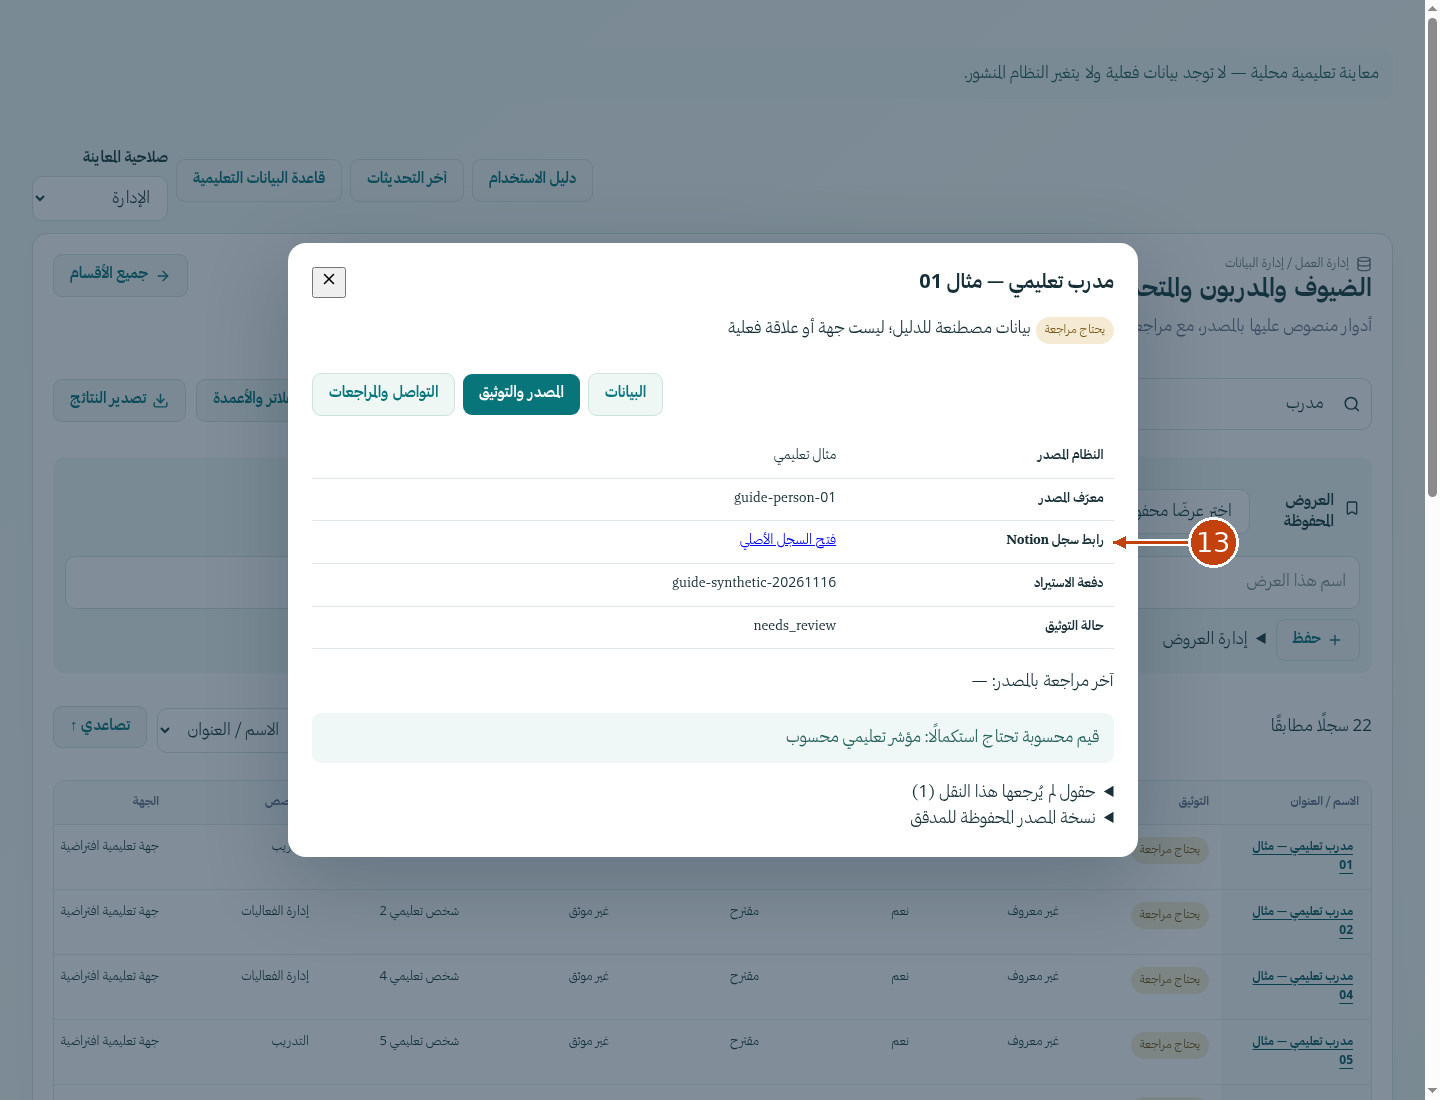 معاينة تعليمية محلية — لا توجد بيانات فعلية ولا يتغير النظام المنشور.
صلاحية المعاينة
دليل الاستخدام
آخر التحديثات
قاعدة البيانات التعليمية
الإدارة
إدارة العمل / إدارة البيانات
جميع الأقسام
الضيوف والمدربون
أدوار منصوص عليها بالمصدر، مع
مدرب
والأعمدة
تصدير النتائج
العروض المحفوظة
اختر عرضًا
اسم هذا العرض
حفظ
إدارة العروض
22 سجلًا مطابقًا
الاسم / العنوان
تصاعدي ↑
مدرب تعليمي — مثال 01
×
يحتاج مراجعة
بيانات مصطنعة للدليل؛ ليست جهة أو علاقة فعلية
البيانات
المصدر والتوثيق
التواصل والمراجعات
النظام المصدر
مثال تعليمي
معرّف المصدر
guide-person-01
رابط سجل Notion
فتح السجل الأصلي
13
دفعة الاستيراد
guide-synthetic-20261116
حالة التوثيق
needs_review
آخر مراجعة بالمصدر: —
قيم محسوبة تحتاج استكمالًا: مؤشر تعليمي محسوب
حقول لم يُرجعها هذا النقل (1)
نسخة المصدر المحفوظة للمدقق
الاسم / العنوان
التوثيق
الجهة
مدرب تعليمي — مثال 01
يحتاج مراجعة
جهة تعليمية افتراضية
مدرب تعليمي — مثال 02
يحتاج مراجعة
غير معروف
نعم
مقترح
غير موثق
شخص تعليمي 2
إدارة الفعاليات
جهة تعليمية افتراضية
مدرب تعليمي — مثال 04
يحتاج مراجعة
غير معروف
نعم
مقترح
غير موثق
شخص تعليمي 4
إدارة الفعاليات
جهة تعليمية افتراضية
مدرب تعليمي — مثال 05
يحتاج مراجعة
غير معروف
نعم
مقترح
غير موثق
شخص تعليمي 5
التدريب
جهة تعليمية افتراضية